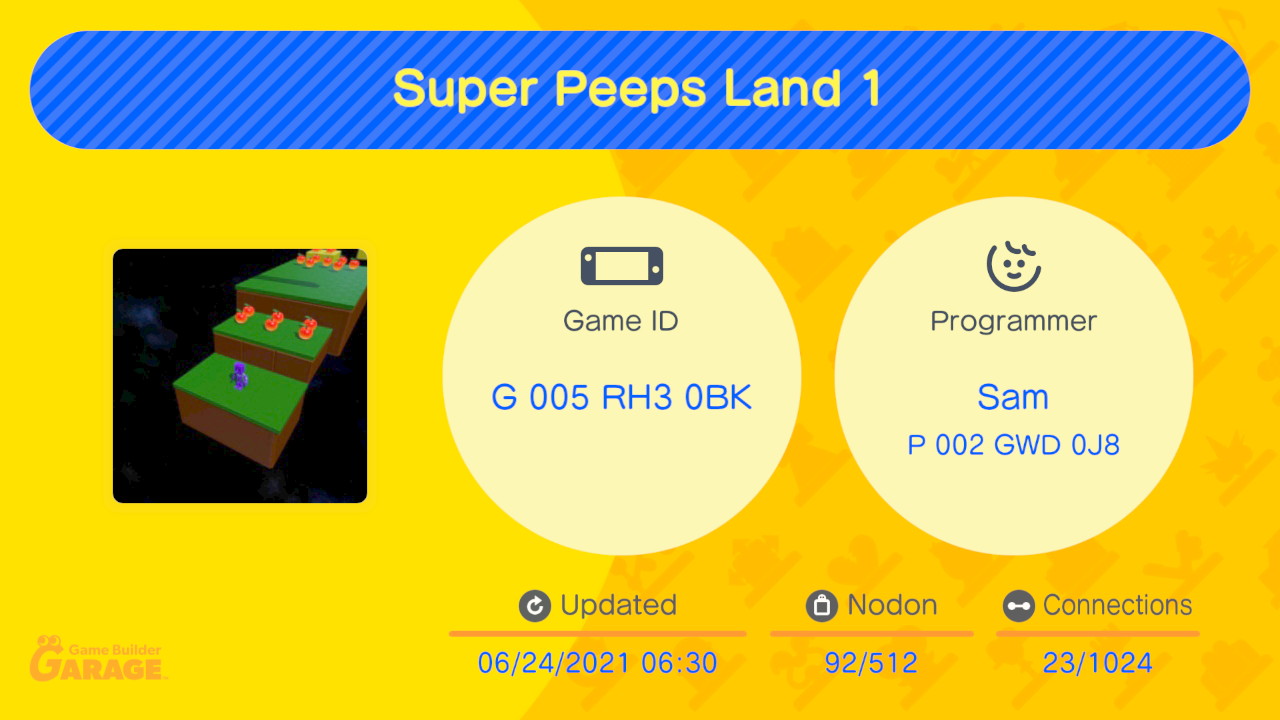 Super Peeps Land 1
Game ID
G 005 RH3 0BK
Programmer
Sam
P 002 GWD 0J8
Updated
06/24/2021 06:30
Nodon
92/512
Connections
23/1024
Game Builder
GARAGE™